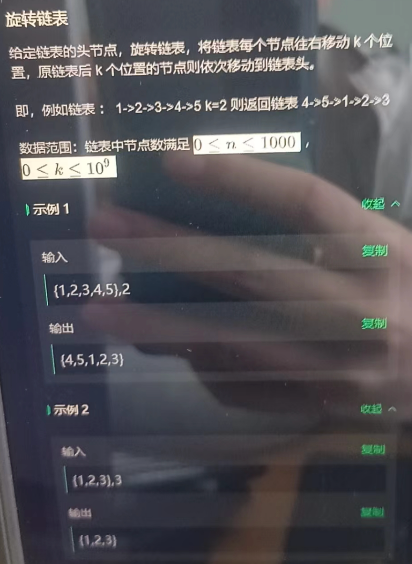 旋转链表
给定链表的头节点，旋转链表，将链表每个节点往右移动 k 个位
置，原链表后 k 个位置的节点则依次移动到链表头。
即，例如链表： 1->2->3->4->5 k=2 则返回链表 4->5->1->2->3
数据范围：链表中节点数满足 0 ≤ n ≤ 1000 ，
0 ≤ k ≤ 10⁹
示例 1 收起
输入 复制
{1,2,3,4,5},2
输出 复制
{4,5,1,2,3}
示例 2 收起
输入 复制
{1,2,3},3
输出 复制
{1,2,3}